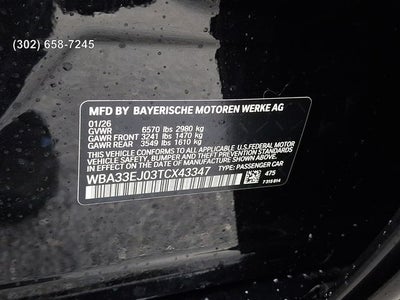 (302) 658-7245
MFD BY BAYERISCHE MOTOREN WERKE AG
01/26
GVWR 6570 lbs 2980 kg
GAWR FRONT 3241 lbs 1470 kg
GAWR REAR 3549 lbs 1610 kg
THIS VEHICLE CONFORMS TO ALL APPLICABLE U.S.FEDERAL MOTOR
VEHICLE SAFETY, BUMPER, AND THEFT PREVENTION STANDARDS
IN EFFECT ON THE DATE OF MANUFACTURE SHOWN ABOVE.
WBA33EJ03TCX43347 TYPE: PASSENGER CAR
475
7 315 814